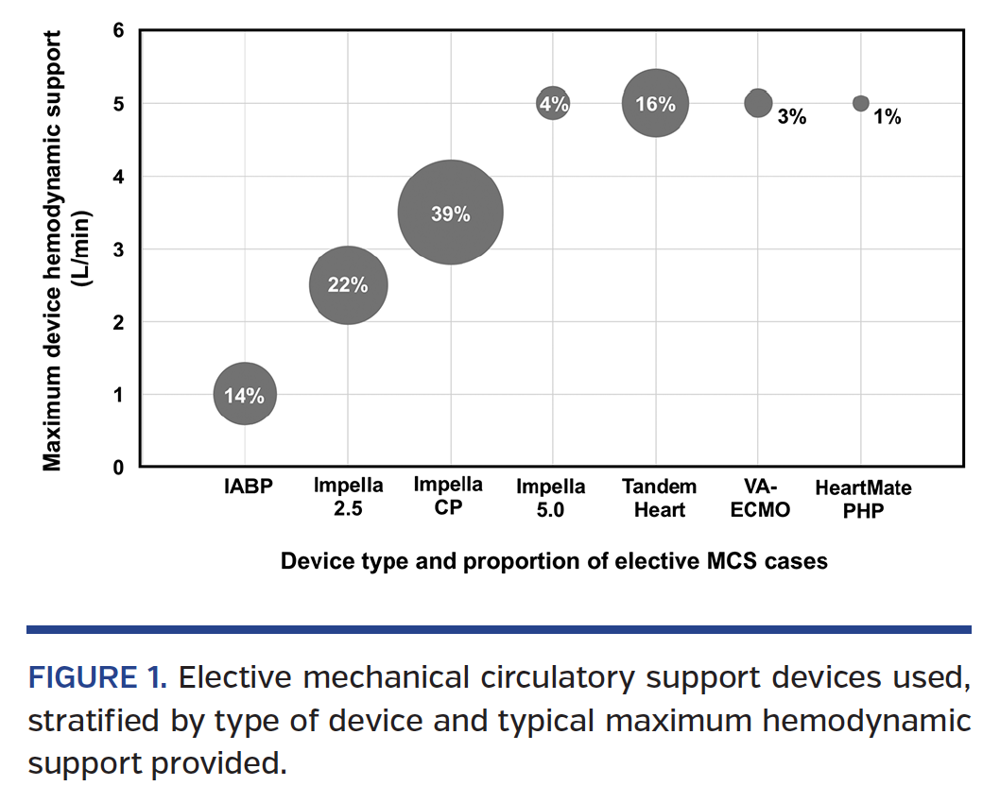 Maximum device hemodynamic support
(L/min)
6
5
4
3
2
1
0
14%
22%
39%
4%
16%
3%
1%
IABP
Impella
2.5
Impella
CP
Impella
5.0
Tandem
Heart
VA-
ECMO
HeartMate
PHP
Device type and proportion of elective MCS cases
FIGURE 1. Elective mechanical circulatory support devices used,
stratified by type of device and typical maximum hemodynamic
support provided.